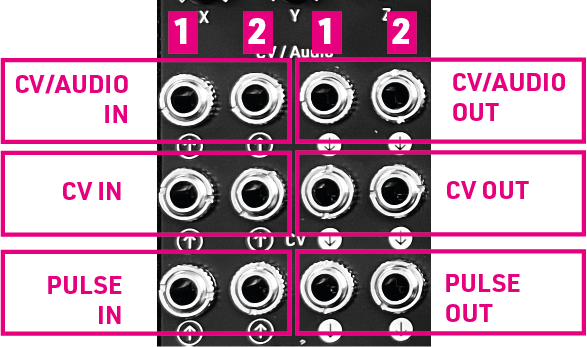 X Y Z
1 2 1 2
CV / Audio
CV/AUDIO
IN
CV/AUDIO
OUT
CV IN
CV OUT
CV
PULSE
IN
PULSE
OUT